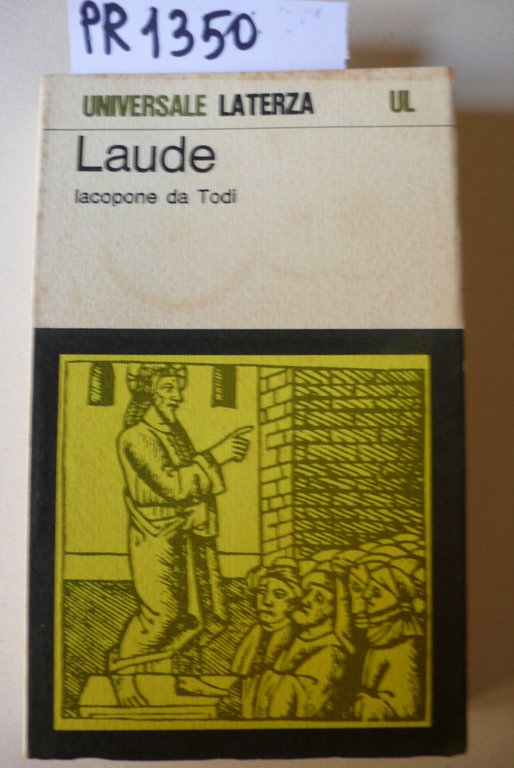 PR1350
UNIVERSALE LATERZA UL
Laude
Iacopone da Todi